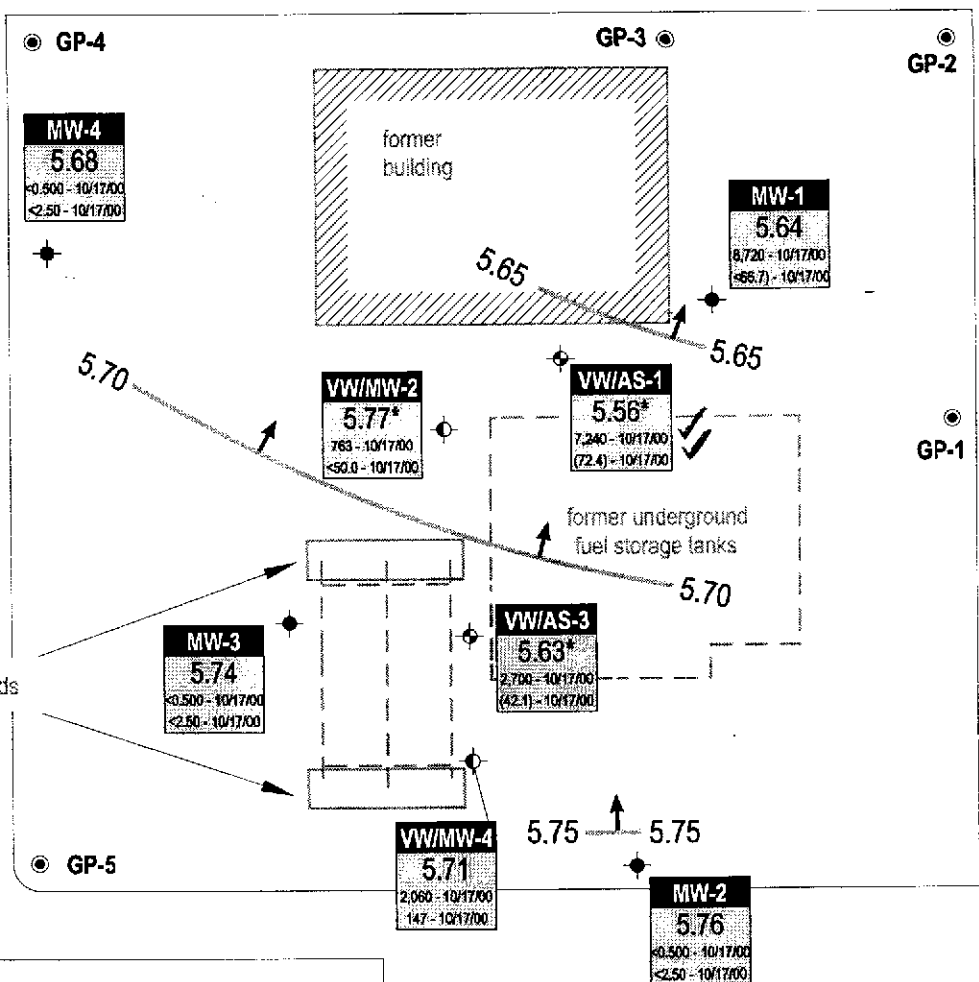 GP-4
GP-3
GP-2
MW-4
5.68
<0.500 - 10/17/00
<2.50 - 10/17/00
former
building
MW-1
5.64
8,720 - 10/17/00
(<65.7) - 10/17/00
5.65
5.65
5.70
VW/MW-2
5.77*
763 - 10/17/00
<50.0 - 10/17/00
VW/AS-1
5.56*
7,240 - 10/17/00
(72.4) - 10/17/00
GP-1
former underground
fuel storage tanks
5.70
MW-3
5.74
<0.500 - 10/17/00
<2.50 - 10/17/00
VW/AS-3
5.63*
2,700 - 10/17/00
(42.1) - 10/17/00
5.75
5.75
GP-5
VW/MW-4
5.71
2,060 - 10/17/00
147 - 10/17/00
MW-2
5.76
<0.500 - 10/17/00
<2.50 - 10/17/00